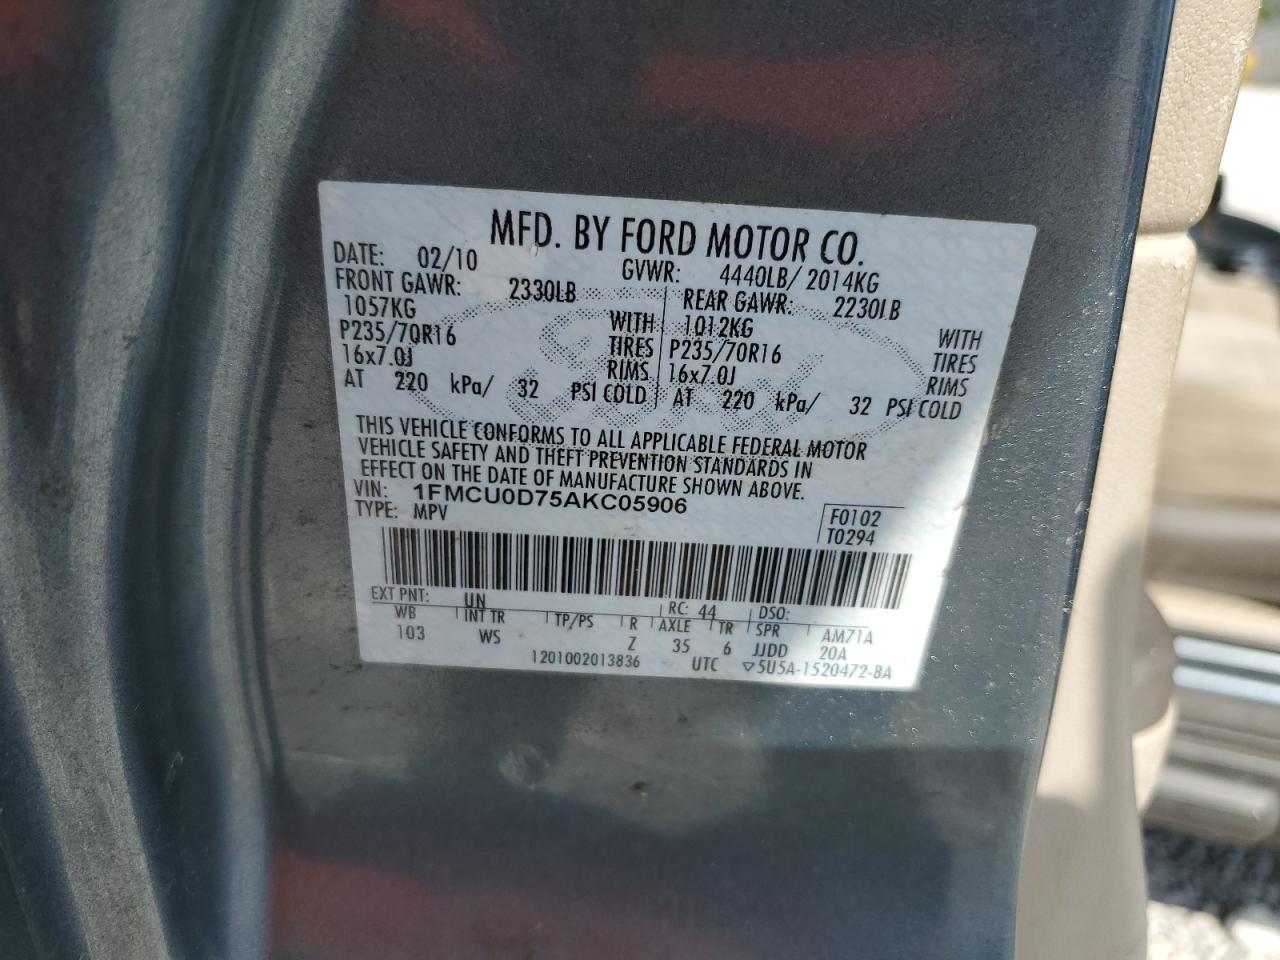 MFD. BY FORD MOTOR CO.
DATE: 02/10 GVWR: 4440LB/ 2014KG
FRONT GAWR: 2330LB REAR GAWR: 2230LB
1057KG WITH 1012KG WITH
P235/70R16 TIRES P235/70R16 TIRES
16x7.0J RIMS 16x7.0J RIMS
AT 220 kPa/ 32 PSI COLD AT 220 kPa/ 32 PSI COLD
THIS VEHICLE CONFORMS TO ALL APPLICABLE FEDERAL MOTOR
VEHICLE SAFETY AND THEFT PREVENTION STANDARDS IN
EFFECT ON THE DATE OF MANUFACTURE SHOWN ABOVE.
VIN: 1FMCU0D75AKC05906 F0102
TYPE: MPV T0294
EXT PNT: UN RC: 44 DSO:
WB INT TR TP/PS R AXLE TR SPR AM71A
103 WS Z 35 6 JJDD 20A
1201002013836 UTC ▽5U5A-1520472-BA